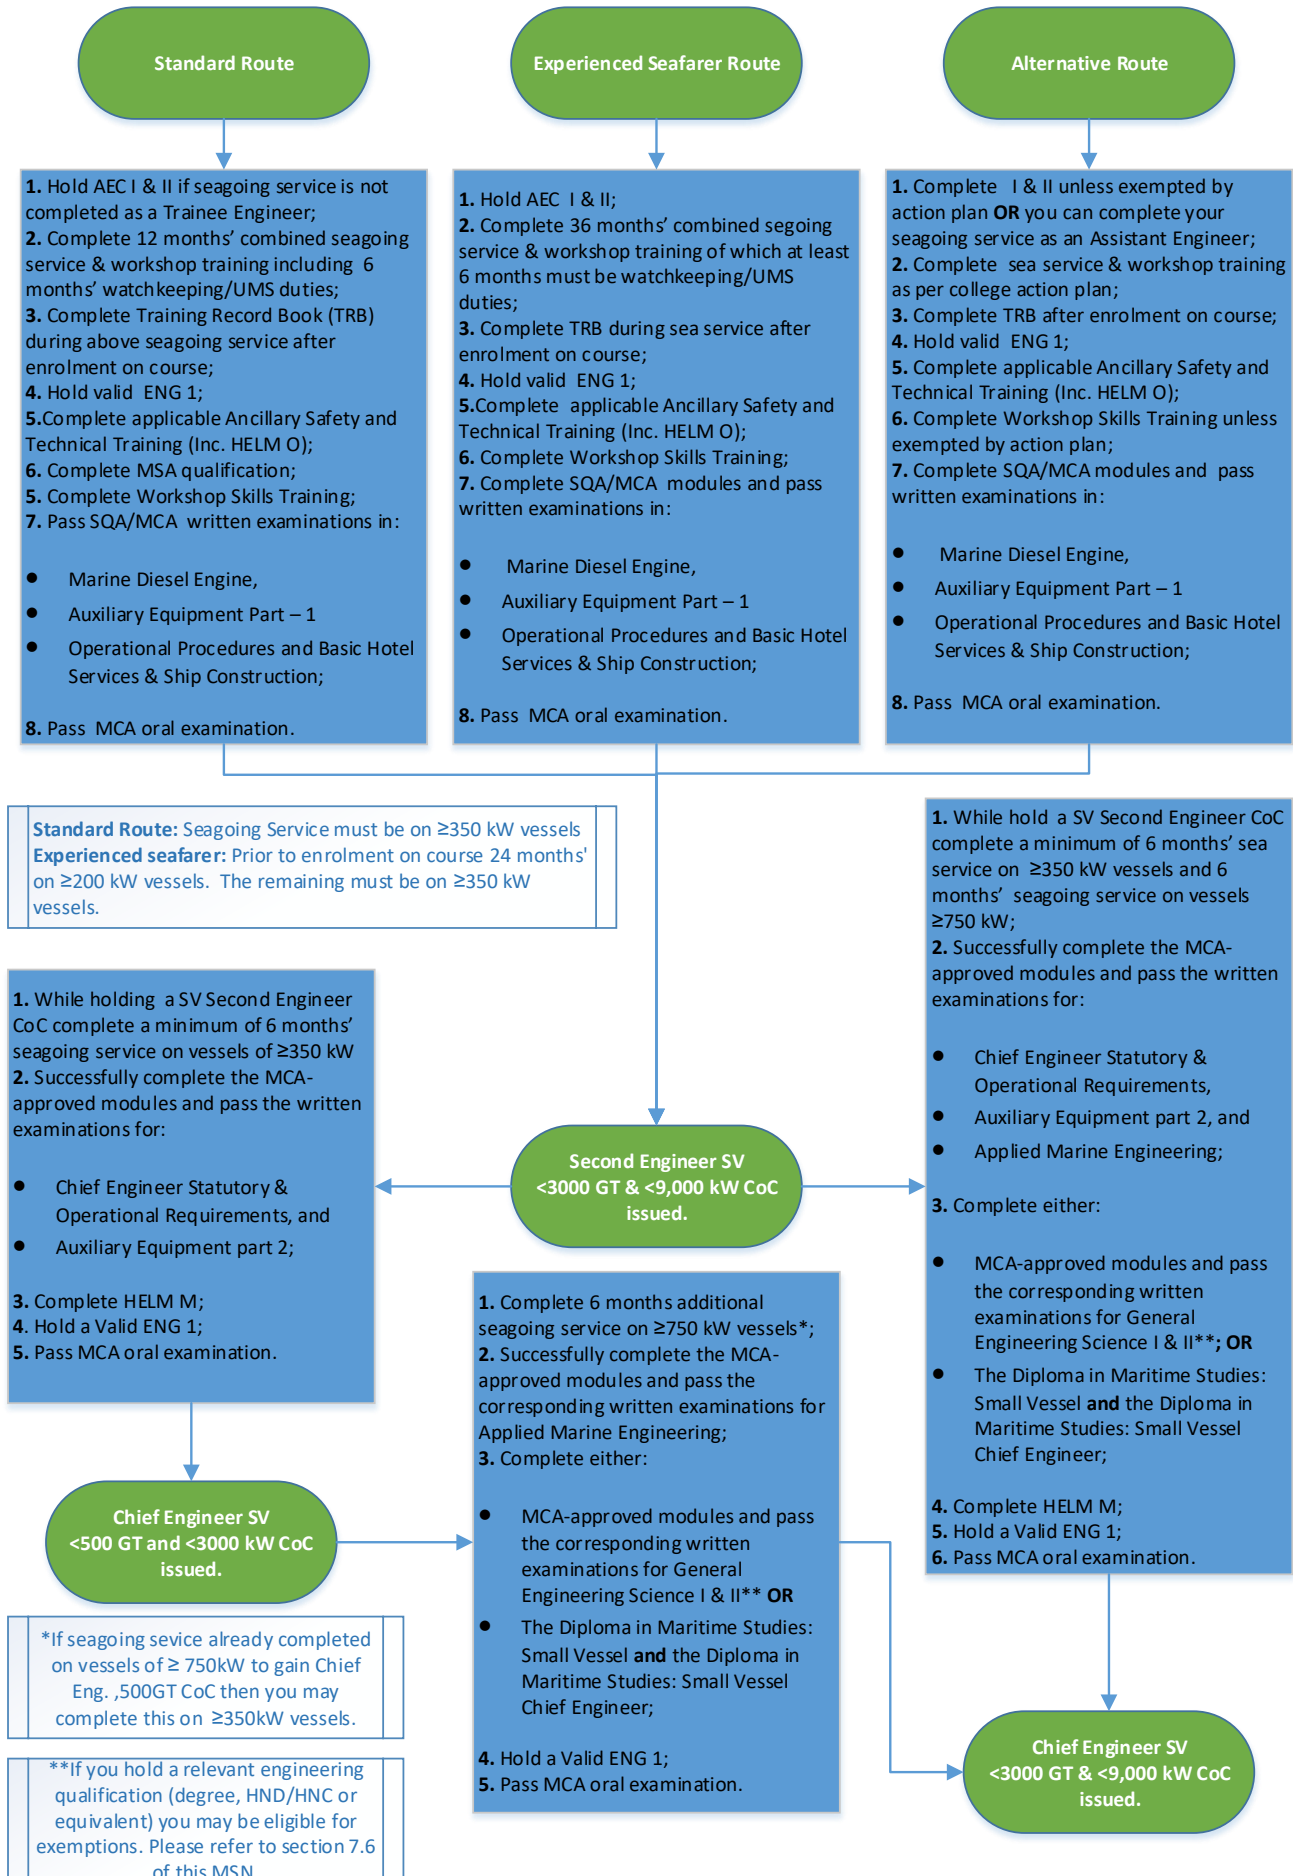 Standard Route
Experienced Seafarer Route
Alternative Route
1. Hold AEC I & II if seagoing service is not
completed as a Trainee Engineer;
2. Complete 12 months’ combined seagoing
service & workshop training including 6
months’ watchkeeping/UMS duties;
3. Complete Training Record Book (TRB)
during above seagoing service after
enrolment on course;
4. Hold valid ENG 1;
5.Complete applicable Ancillary Safety and
Technical Training (Inc. HELM O);
6. Complete MSA qualification;
5. Complete Workshop Skills Training;
7. Pass SQA/MCA written examinations in:
● Marine Diesel Engine,
● Auxiliary Equipment Part – 1
● Operational Procedures and Basic Hotel
Services & Ship Construction;
8. Pass MCA oral examination.
1. Hold AEC I & II;
2. Complete 36 months’ combined segoing
service & workshop training of which at least
6 months must be watchkeeping/UMS
duties;
3. Complete TRB during sea service after
enrolment on course;
4. Hold valid ENG 1;
5.Complete applicable Ancillary Safety and
Technical Training (Inc. HELM O);
6. Complete Workshop Skills Training;
7. Complete SQA/MCA modules and pass
written examinations in:
● Marine Diesel Engine,
● Auxiliary Equipment Part – 1
● Operational Procedures and Basic Hotel
Services & Ship Construction;
8. Pass MCA oral examination.
1. Complete I & II unless exempted by
action plan OR you can complete your
seagoing service as an Assistant Engineer;
2. Complete sea service & workshop training
as per college action plan;
3. Complete TRB after enrolment on course;
4. Hold valid ENG 1;
5. Complete applicable Ancillary Safety and
Technical Training (Inc. HELM O);
6. Complete Workshop Skills Training unless
exempted by action plan;
7. Complete SQA/MCA modules and pass
written examinations in:
● Marine Diesel Engine,
● Auxiliary Equipment Part – 1
● Operational Procedures and Basic Hotel
Services & Ship Construction;
8. Pass MCA oral examination.
Standard Route: Seagoing Service must be on ≥350 kW vessels
Experienced seafarer: Prior to enrolment on course 24 months'
on ≥200 kW vessels. The remaining must be on ≥350 kW
vessels.
1. While holding a SV Second Engineer
CoC complete a minimum of 6 months’
seagoing service on vessels of ≥350 kW
2. Successfully complete the MCA-
approved modules and pass the written
examinations for:
● Chief Engineer Statutory &
Operational Requirements, and
● Auxiliary Equipment part 2;
3. Complete HELM M;
4. Hold a Valid ENG 1;
5. Pass MCA oral examination.
Second Engineer SV
<3000 GT & <9,000 kW CoC
issued.
1. While hold a SV Second Engineer CoC
complete a minimum of 6 months’ sea
service on ≥350 kW vessels and 6
months’ seagoing service on vessels
≥750 kW;
2. Successfully complete the MCA-
approved modules and pass the written
examinations for:
● Chief Engineer Statutory &
Operational Requirements,
● Auxiliary Equipment part 2, and
● Applied Marine Engineering;
3. Complete either:
● MCA-approved modules and pass
the corresponding written
examinations for General
Engineering Science I & II**; OR
● The Diploma in Maritime Studies:
Small Vessel and the Diploma in
Maritime Studies: Small Vessel
Chief Engineer;
4. Complete HELM M;
5. Hold a Valid ENG 1;
6. Pass MCA oral examination.
1. Complete 6 months additional
seagoing service on ≥750 kW vessels*;
2. Successfully complete the MCA-
approved modules and pass the
corresponding written examinations for
Applied Marine Engineering;
3. Complete either:
● MCA-approved modules and pass
the corresponding written
examinations for General
Engineering Science I & II** OR
● The Diploma in Maritime Studies:
Small Vessel and the Diploma in
Maritime Studies: Small Vessel
Chief Engineer;
4. Hold a Valid ENG 1;
5. Pass MCA oral examination.
Chief Engineer SV
<500 GT and <3000 kW CoC
issued.
*If seagoing sevice already completed
on vessels of ≥ 750kW to gain Chief
Eng. ,500GT CoC then you may
complete this on ≥350kW vessels.
**If you hold a relevant engineering
qualification (degree, HND/HNC or
equivalent) you may be eligible for
exemptions. Please refer to section 7.6
of this MSN
Chief Engineer SV
<3000 GT & <9,000 kW CoC
issued.